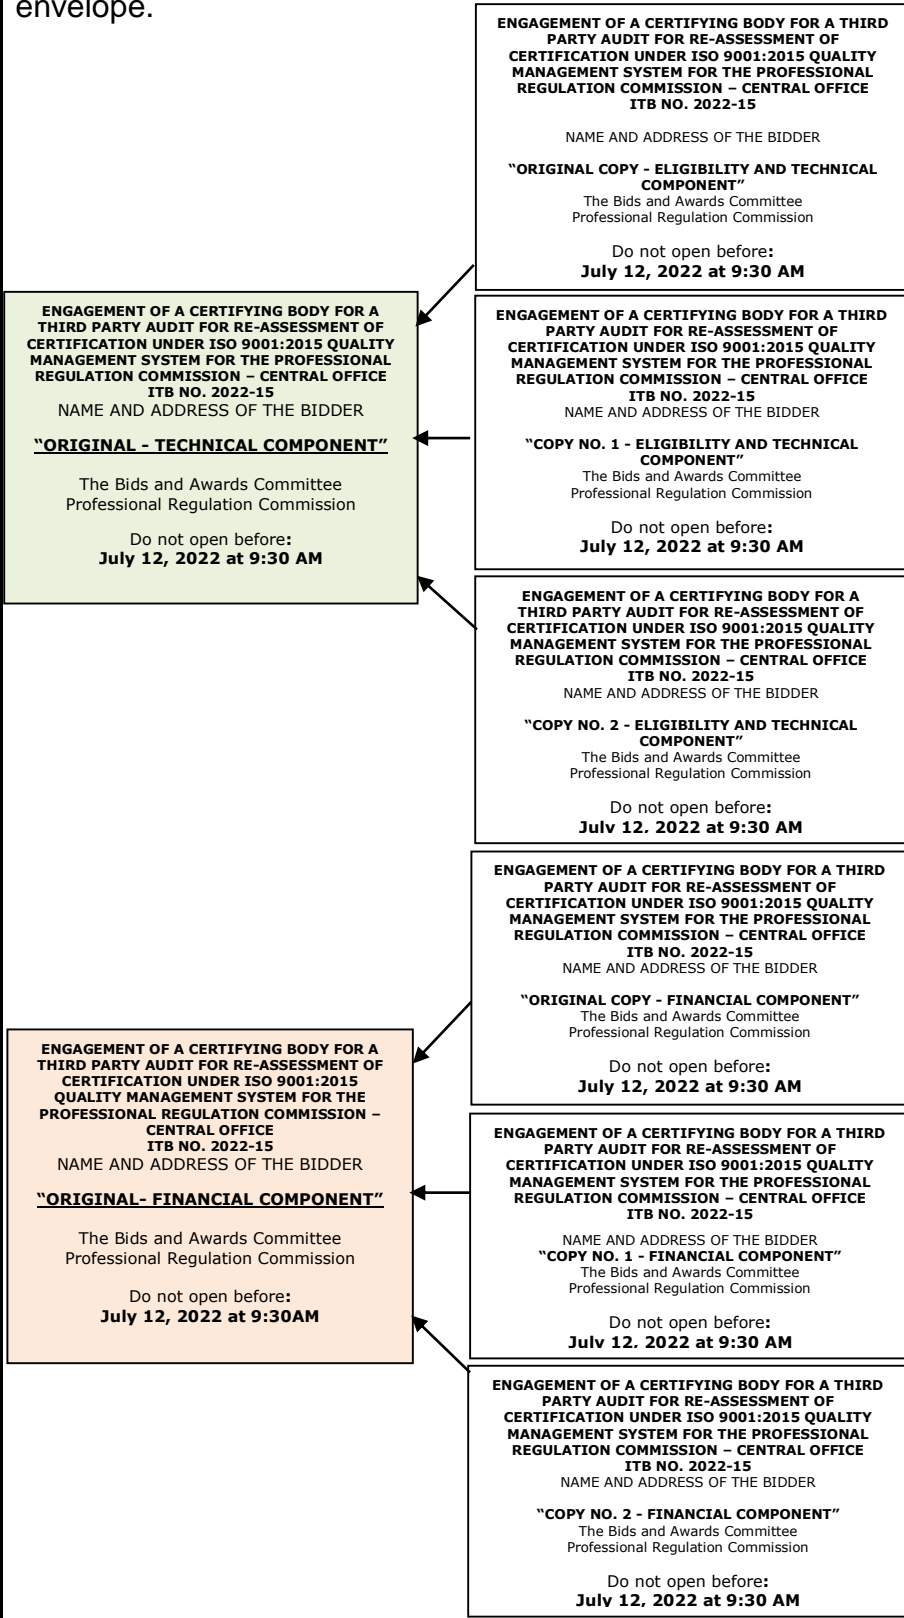 envelope.
ENGAGEMENT OF A CERTIFYING BODY FOR A THIRD
PARTY AUDIT FOR RE-ASSESSMENT OF
CERTIFICATION UNDER ISO 9001:2015 QUALITY
MANAGEMENT SYSTEM FOR THE PROFESSIONAL
REGULATION COMMISSION – CENTRAL OFFICE
ITB NO. 2022-15
NAME AND ADDRESS OF THE BIDDER
“ORIGINAL COPY - ELIGIBILITY AND TECHNICAL
COMPONENT”
The Bids and Awards Committee
Professional Regulation Commission
Do not open before:
July 12, 2022 at 9:30 AM
ENGAGEMENT OF A CERTIFYING BODY FOR A
THIRD PARTY AUDIT FOR RE-ASSESSMENT OF
CERTIFICATION UNDER ISO 9001:2015 QUALITY
MANAGEMENT SYSTEM FOR THE PROFESSIONAL
REGULATION COMMISSION – CENTRAL OFFICE
ITB NO. 2022-15
NAME AND ADDRESS OF THE BIDDER
“ORIGINAL - TECHNICAL COMPONENT”
The Bids and Awards Committee
Professional Regulation Commission
Do not open before:
July 12, 2022 at 9:30 AM
ENGAGEMENT OF A CERTIFYING BODY FOR A THIRD
PARTY AUDIT FOR RE-ASSESSMENT OF
CERTIFICATION UNDER ISO 9001:2015 QUALITY
MANAGEMENT SYSTEM FOR THE PROFESSIONAL
REGULATION COMMISSION – CENTRAL OFFICE
ITB NO. 2022-15
NAME AND ADDRESS OF THE BIDDER
“COPY NO. 1 - ELIGIBILITY AND TECHNICAL
COMPONENT”
The Bids and Awards Committee
Professional Regulation Commission
Do not open before:
July 12, 2022 at 9:30 AM
ENGAGEMENT OF A CERTIFYING BODY FOR A
THIRD PARTY AUDIT FOR RE-ASSESSMENT OF
CERTIFICATION UNDER ISO 9001:2015 QUALITY
MANAGEMENT SYSTEM FOR THE PROFESSIONAL
REGULATION COMMISSION – CENTRAL OFFICE
ITB NO. 2022-15
NAME AND ADDRESS OF THE BIDDER
“COPY NO. 2 - ELIGIBILITY AND TECHNICAL
COMPONENT”
The Bids and Awards Committee
Professional Regulation Commission
Do not open before:
July 12, 2022 at 9:30 AM
ENGAGEMENT OF A CERTIFYING BODY FOR A THIRD
PARTY AUDIT FOR RE-ASSESSMENT OF
CERTIFICATION UNDER ISO 9001:2015 QUALITY
MANAGEMENT SYSTEM FOR THE PROFESSIONAL
REGULATION COMMISSION – CENTRAL OFFICE
ITB NO. 2022-15
NAME AND ADDRESS OF THE BIDDER
“ORIGINAL COPY - FINANCIAL COMPONENT”
The Bids and Awards Committee
Professional Regulation Commission
Do not open before:
July 12, 2022 at 9:30 AM
ENGAGEMENT OF A CERTIFYING BODY FOR A
THIRD PARTY AUDIT FOR RE-ASSESSMENT OF
CERTIFICATION UNDER ISO 9001:2015
QUALITY MANAGEMENT SYSTEM FOR THE
PROFESSIONAL REGULATION COMMISSION –
CENTRAL OFFICE
ITB NO. 2022-15
NAME AND ADDRESS OF THE BIDDER
“ORIGINAL- FINANCIAL COMPONENT”
The Bids and Awards Committee
Professional Regulation Commission
Do not open before:
July 12, 2022 at 9:30AM
ENGAGEMENT OF A CERTIFYING BODY FOR A THIRD
PARTY AUDIT FOR RE-ASSESSMENT OF
CERTIFICATION UNDER ISO 9001:2015 QUALITY
MANAGEMENT SYSTEM FOR THE PROFESSIONAL
REGULATION COMMISSION – CENTRAL OFFICE
ITB NO. 2022-15
NAME AND ADDRESS OF THE BIDDER
“COPY NO. 1 - FINANCIAL COMPONENT”
The Bids and Awards Committee
Professional Regulation Commission
Do not open before:
July 12, 2022 at 9:30 AM
ENGAGEMENT OF A CERTIFYING BODY FOR A THIRD
PARTY AUDIT FOR RE-ASSESSMENT OF
CERTIFICATION UNDER ISO 9001:2015 QUALITY
MANAGEMENT SYSTEM FOR THE PROFESSIONAL
REGULATION COMMISSION – CENTRAL OFFICE
ITB NO. 2022-15
NAME AND ADDRESS OF THE BIDDER
“COPY NO. 2 - FINANCIAL COMPONENT”
The Bids and Awards Committee
Professional Regulation Commission
Do not open before:
July 12, 2022 at 9:30 AM